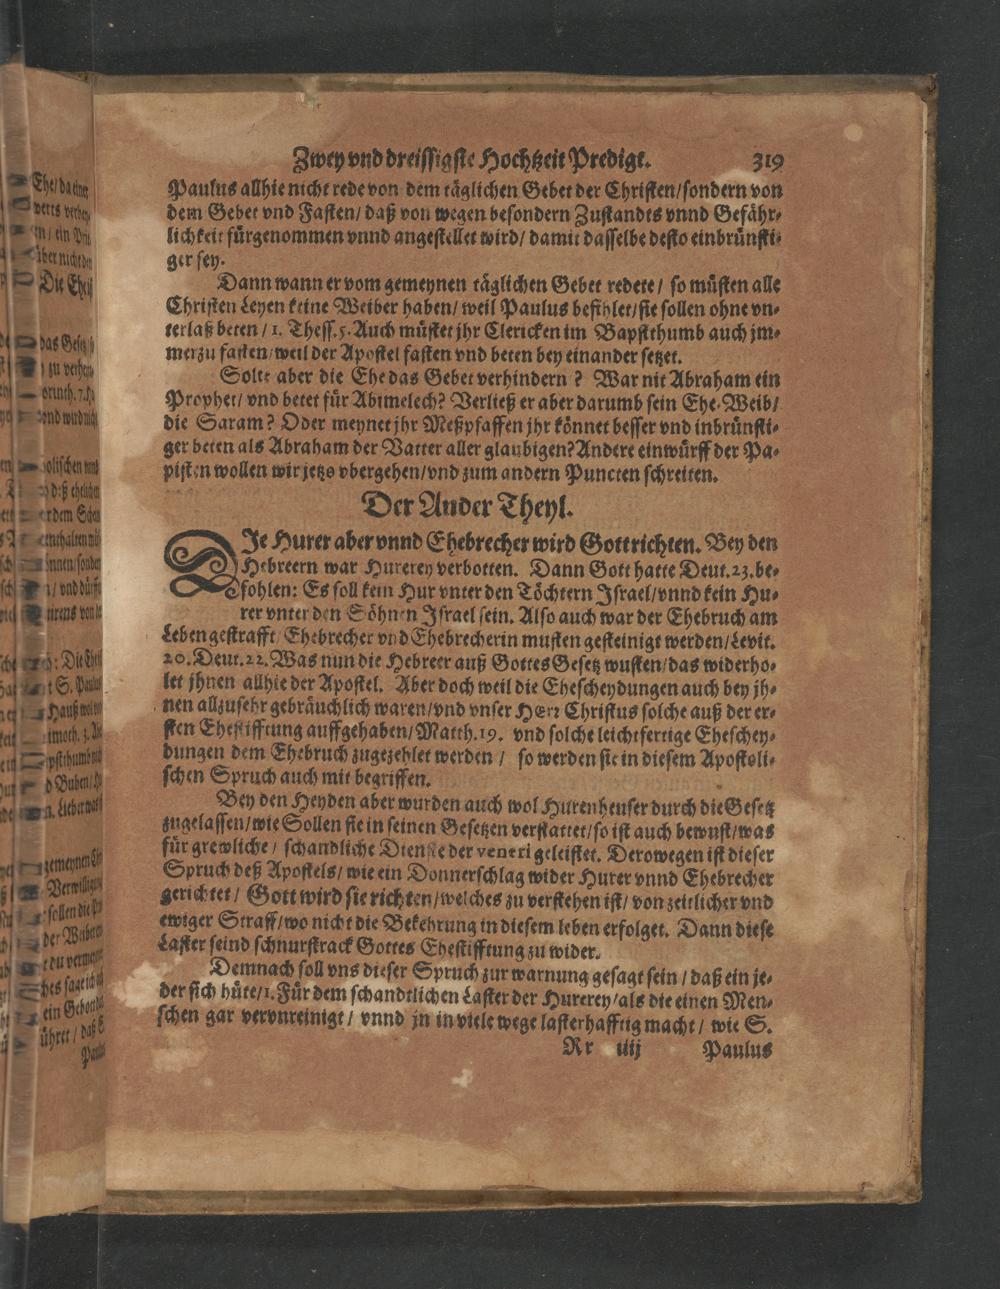 Zwey vnd dreissigste Hochtzeit Predigt. 319
Paulus allhie nicht rede von dem täglichen Gebet der Christen/sondern von
dem Gebet vnd Fasten/ daß von wegen besondern Zustandts vnnd Gefähr-
lichkeit fürgenommen vnnd angestellet wird/ damit dasselbe desto einbrünsti-
ger sey.
Dann wann er vom gemeynen täglichen Gebet redete/ so müsten alle
Christen Leyen keine Weiber haben/ weil Paulus befihlet/sie sollen ohne vn-
terlaß beten/1. Thess.5. Auch müstet jhr Clericken im Bapstthumb auch jm-
merzu fasten/weil der Apostel fasten vnd beten bey einander setzet.
Solte aber die Ehe das Gebet verhindern? War nit Abraham ein
Prophet/ vnd betet für Abimelech? Verließ er aber darumb sein Ehe-Weib/
die Saram? Oder meynet jhr Meßpfaffen jhr könnet besser vnd inbrünsti-
ger beten als Abraham der Vatter aller glaubigen? Andere einwürff der Pa-
pisten wollen wir jetzo vbergehen/vnd zum andern Puncten schreiten.
Der Ander Theyl.
DIe Hurer aber vnnd Ehebrecher wird Gott richten. Bey den
Hebreern war Hurerey verbotten. Dann Gott hatte Deut.23.be-
fohlen: Es soll kein Hur vnter den Töchtern Israel/vnnd kein Hu-
rer vnter den Söhnen Israel sein. Also auch war der Ehebruch am
Leben gestrafft/ Ehebrecher vnd Ehebrecherin musten gesteinigt werden/Levit.
20. Deut.22. Was nun die Hebreer auß Gottes Gesetz wusten/das widerho-
let jhnen allhie der Apostel. Aber doch weil die Ehescheydungen auch bey jh-
nen allzusehr gebräuchlich waren/vnd vnser HErr Christus solche auß der er-
sten Ehestifftung auffgehaben/Matth.19. vnd solche leichtfertige Eheschey-
dungen dem Ehebruch zugezehlet werden/ so werden sie in diesem Apostoli-
schen Spruch auch mit begriffen.
Bey den Heyden aber wurden auch wol Hurenheuser durch die Gesetz
zugelassen/wie Sollen sie in seinen Gesetzen verstattet/so ist auch bewust/was
für grewliche/ schandliche Dienste der veneri geleistet. Derowegen ist dieser
Spruch deß Apostels/ wie ein Donnerschlag wider Hurer vnnd Ehebrecher
gerichtet/ Gott wird sie richten/welches zu verstehen ist/ von zeitlicher vnd
ewiger Straff/wo nicht die Bekehrung in diesem leben erfolget. Dann diese
Laster seind schnurstrack Gottes Ehestifftung zu wider.
Demnach soll vns dieser Spruch zur warnung gesagt sein/ daß ein je-
der sich hüte/1. Für dem schandtlichen Laster der Hurerey/als die einen Men-
schen gar vervnreinigt/ vnnd jn in viele wege lasterhafftig macht/ wie S.
Rr iiij Paulus